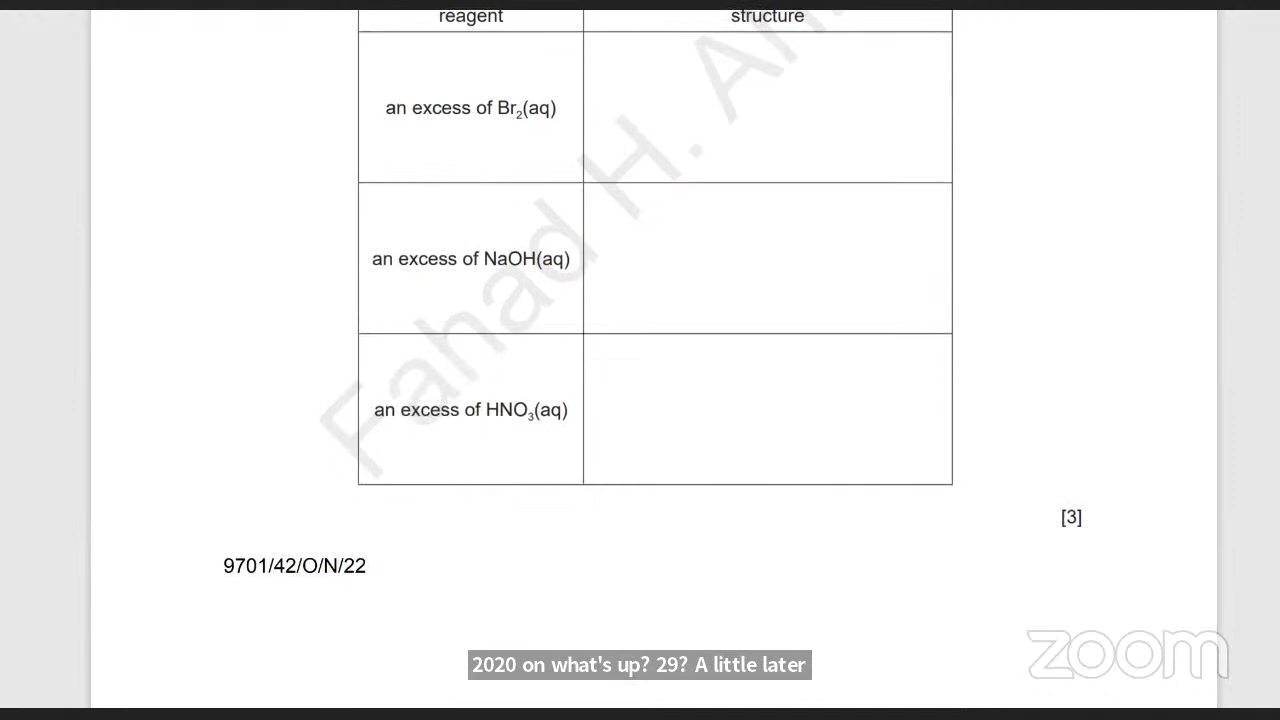 reagent structure
an excess of Br₂(aq)
an excess of NaOH(aq)
an excess of HNO₃(aq)
[3]
9701/42/O/N/22
Fahad H. 
zoom
2020 on what's up? 29? A little later